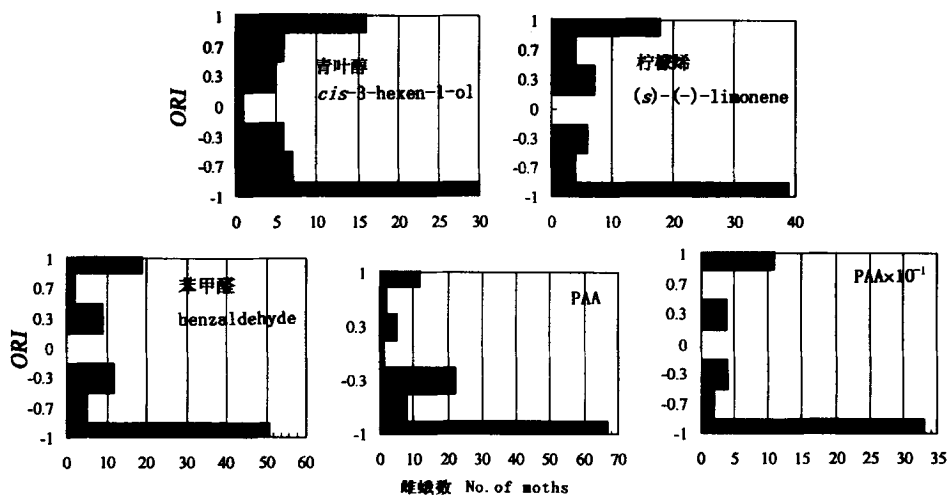 1
0.7
0.3
0
-0.3
-0.7
-1
ORI
青叶醇
cis-3-hexen-1-ol
0 5 10 15 20 25 30
1
0.7
0.3
0
-0.3
-0.7
-1
柠檬烯
(s)-(-)-limonene
0 10 20 30 40
1
0.7
0.3
0
-0.3
-0.7
-1
ORI
苯甲醛
benzaldehyde
0 10 20 30 40 50 60
1
0.3
-0.3
-1
PAA
0 10 20 30 40 50 60 70
1
0.7
0.3
0
-0.3
-0.7
-1
PAA×10⁻¹
0 5 10 15 20 25 30 35
雌蛾数 No. of moths